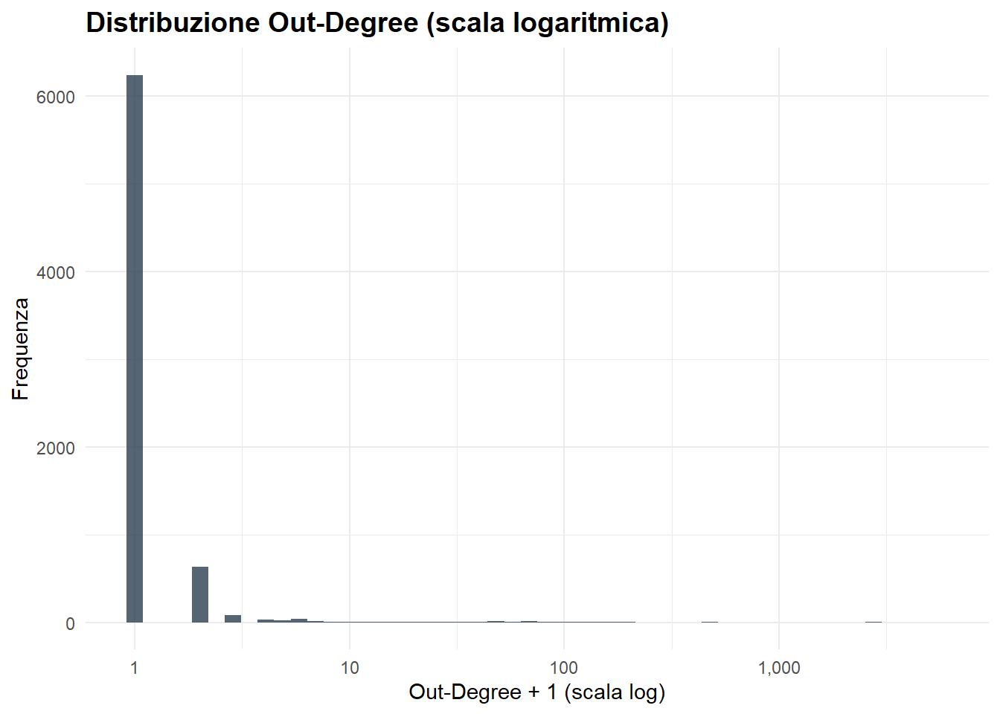 Distribuzione Out-Degree (scala logaritmica)
Frequenza
6000
4000
2000
0
1
10
100
1,000
Out-Degree + 1 (scala log)